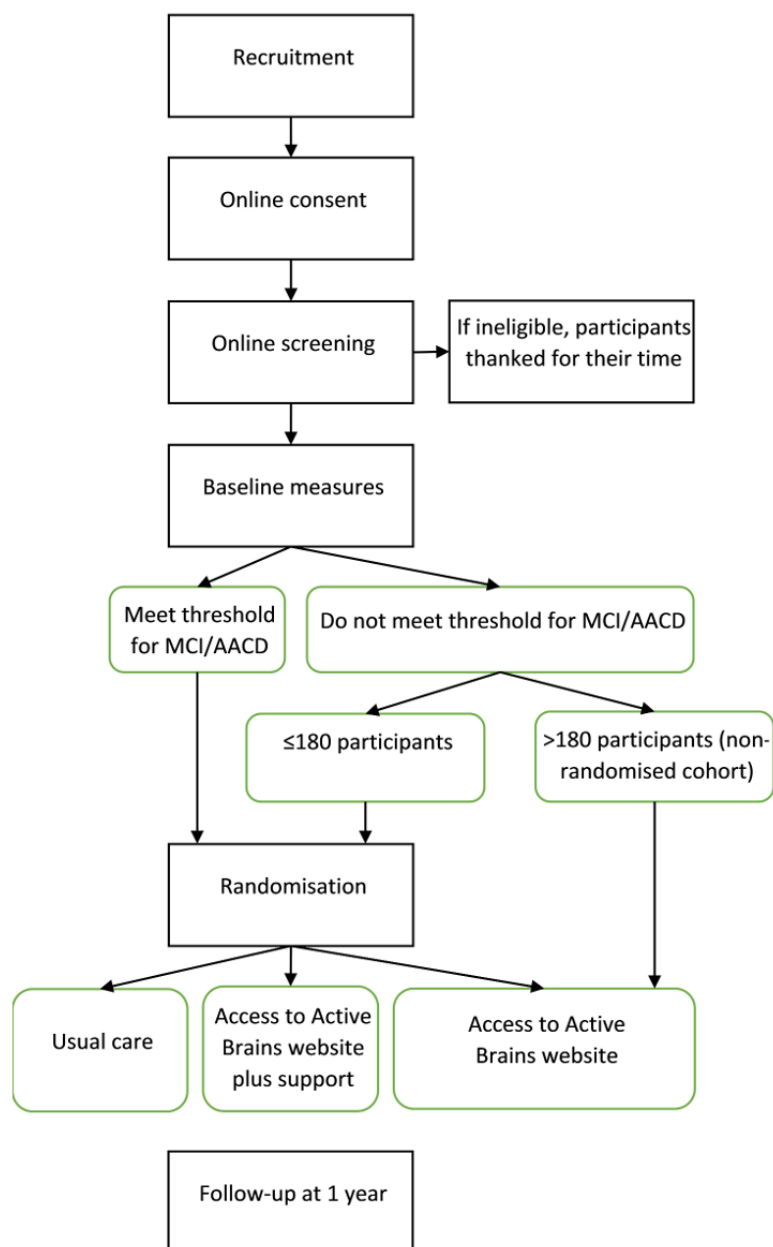 Recruitment
Online consent
Online screening
If ineligible, participants
thanked for their time
Baseline measures
Meet threshold
for MCI/AACD
Do not meet threshold for MCI/AACD
≤180 participants
>180 participants (non-
randomised cohort)
Randomisation
Usual care
Access to Active
Brains website
plus support
Access to Active
Brains website
Follow-up at 1 year